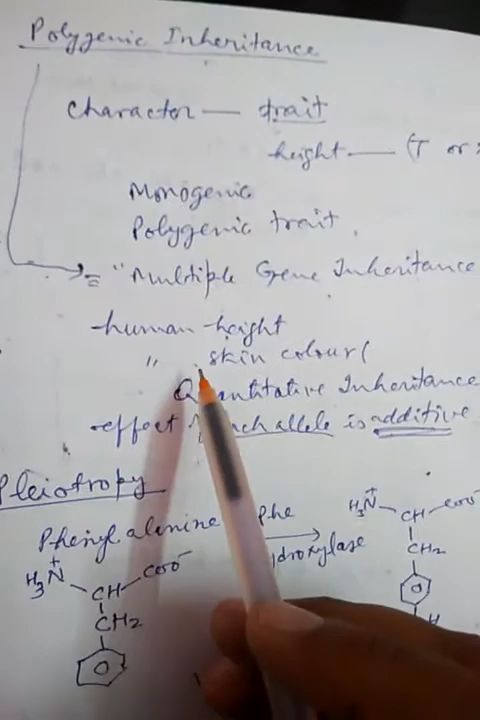 Polygenic Inheritance
Character — trait
height — (T or
Monogenic
Polygenic trait.
= "Multiple Gene Inheritance
human height
" skin colour(
Quantitative Inheritance
effect each allele is additive
Pleiotropy
Phenylalanine Phe
H₃N⁺ – CH – COO⁻
CH₂
hydroxylase
H₃N⁺ – CH – COO⁻
CH₂